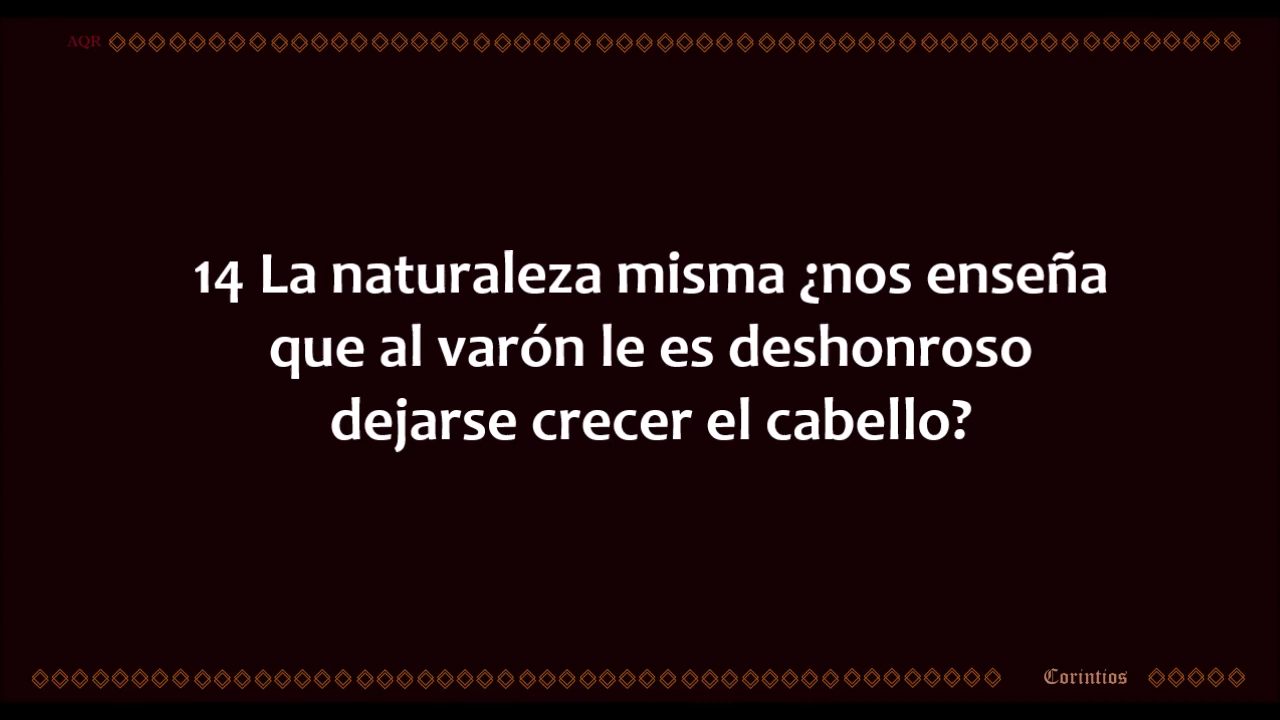 AQR
14 La naturaleza misma ¿nos enseña
que al varón le es deshonroso
dejarse crecer el cabello?
Corintios